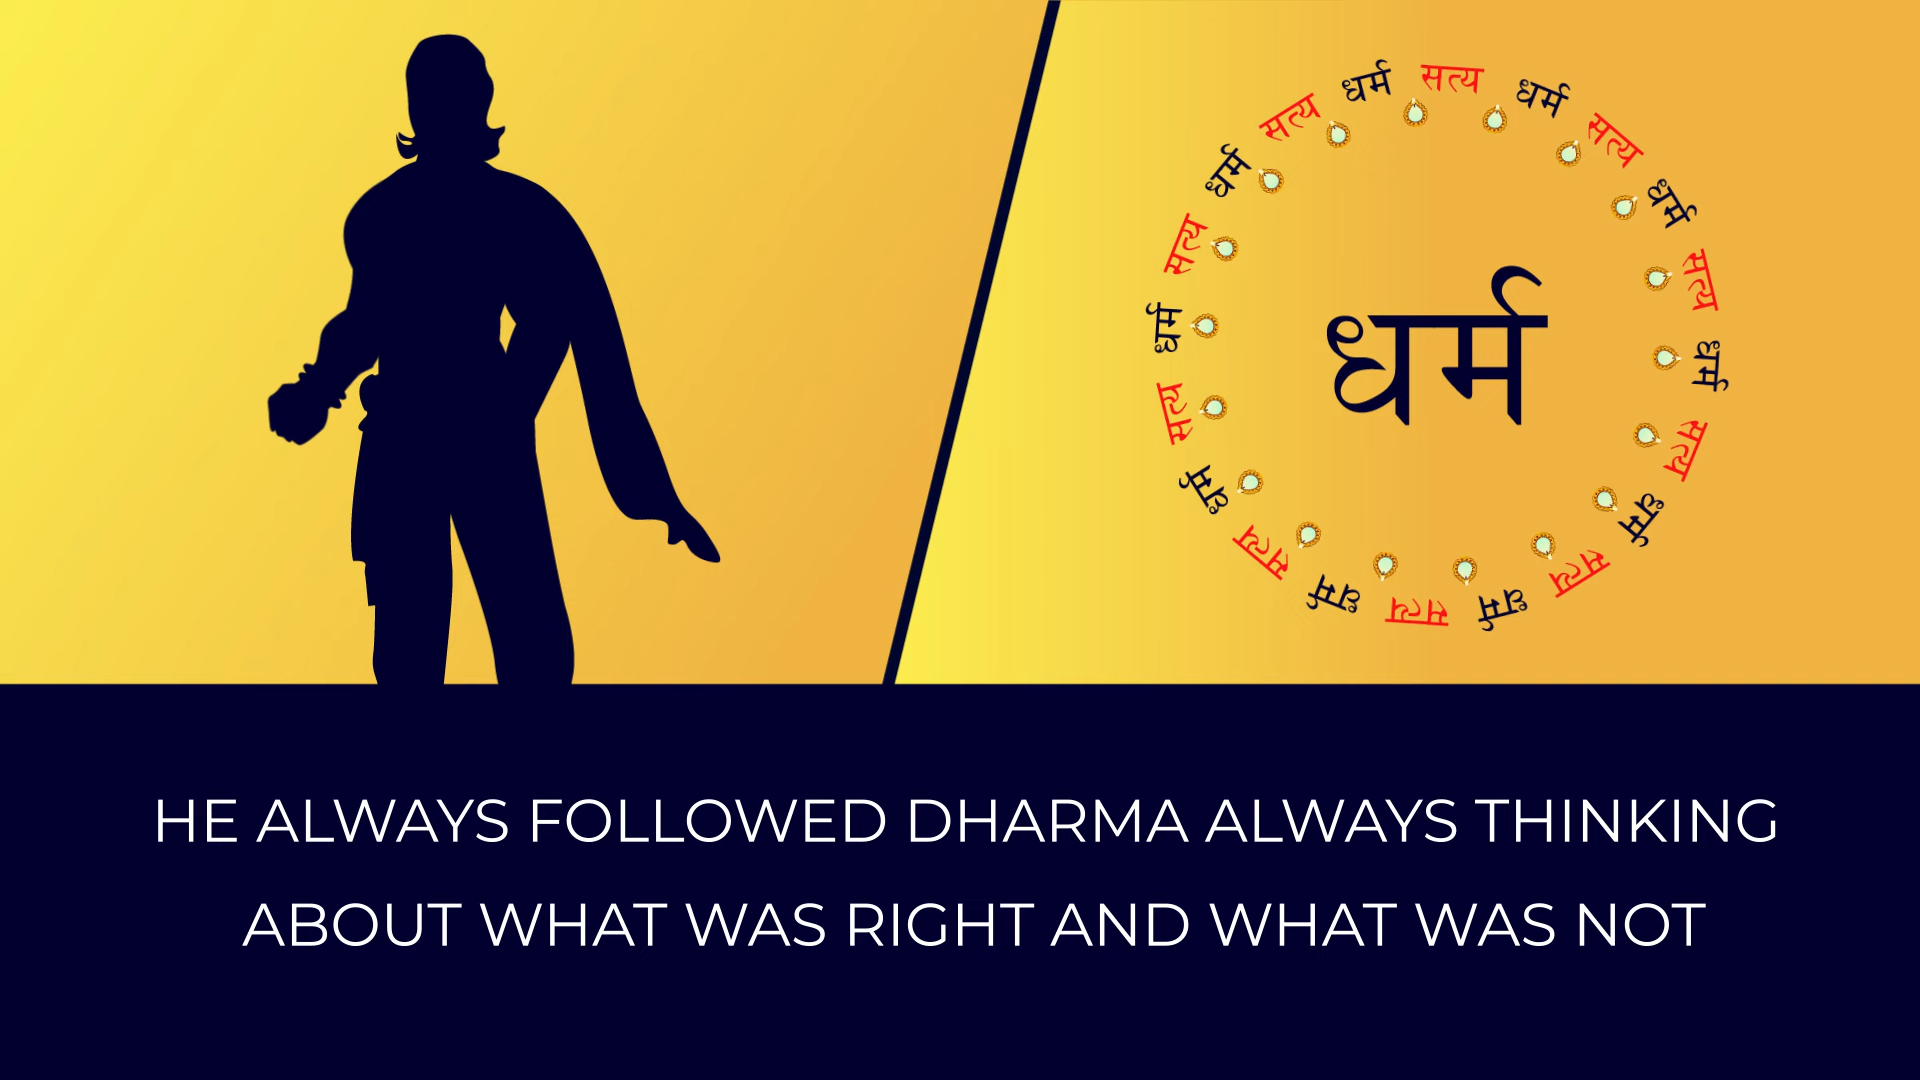 सत्य धर्म सत्य धर्म सत्य धर्म सत्य धर्म सत्य धर्म सत्य धर्म सत्य धर्म सत्य धर्म सत्य धर्म सत्य धर्म
धर्म
HE ALWAYS FOLLOWED DHARMA ALWAYS THINKING
ABOUT WHAT WAS RIGHT AND WHAT WAS NOT